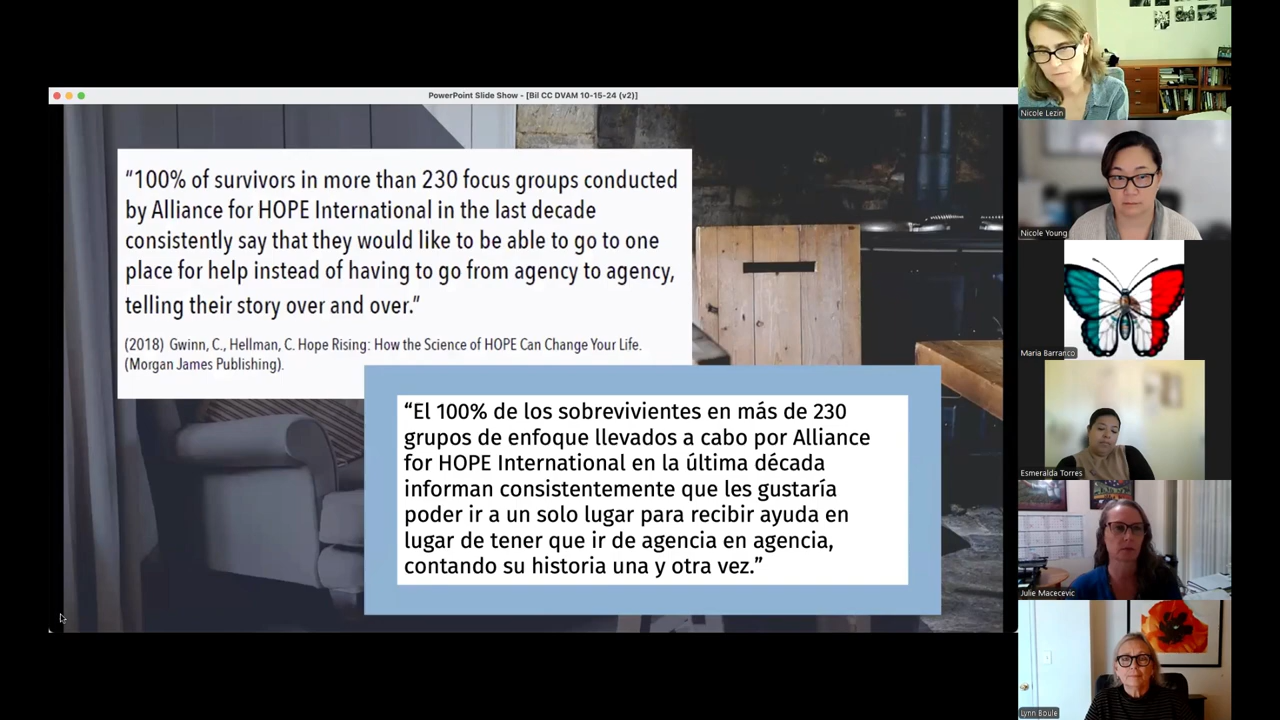 PowerPoint Slide Show - [Bil CC DVAM 10-15-24 (v2)]
“100% of survivors in more than 230 focus groups conducted
by Alliance for HOPE International in the last decade
consistently say that they would like to be able to go to one
place for help instead of having to go from agency to agency,
telling their story over and over.”
(2018) Gwinn, C., Hellman, C. Hope Rising: How the Science of HOPE Can Change Your Life.
(Morgan James Publishing).
“El 100% de los sobrevivientes en más de 230
grupos de enfoque llevados a cabo por Alliance
for HOPE International en la última década
informan consistentemente que les gustaría
poder ir a un solo lugar para recibir ayuda en
lugar de tener que ir de agencia en agencia,
contando su historia una y otra vez.”
Nicole Lezin
Nicole Young
Maria Barranco
Esmeralda Torres
Julie Macecevic
Lynn Boule